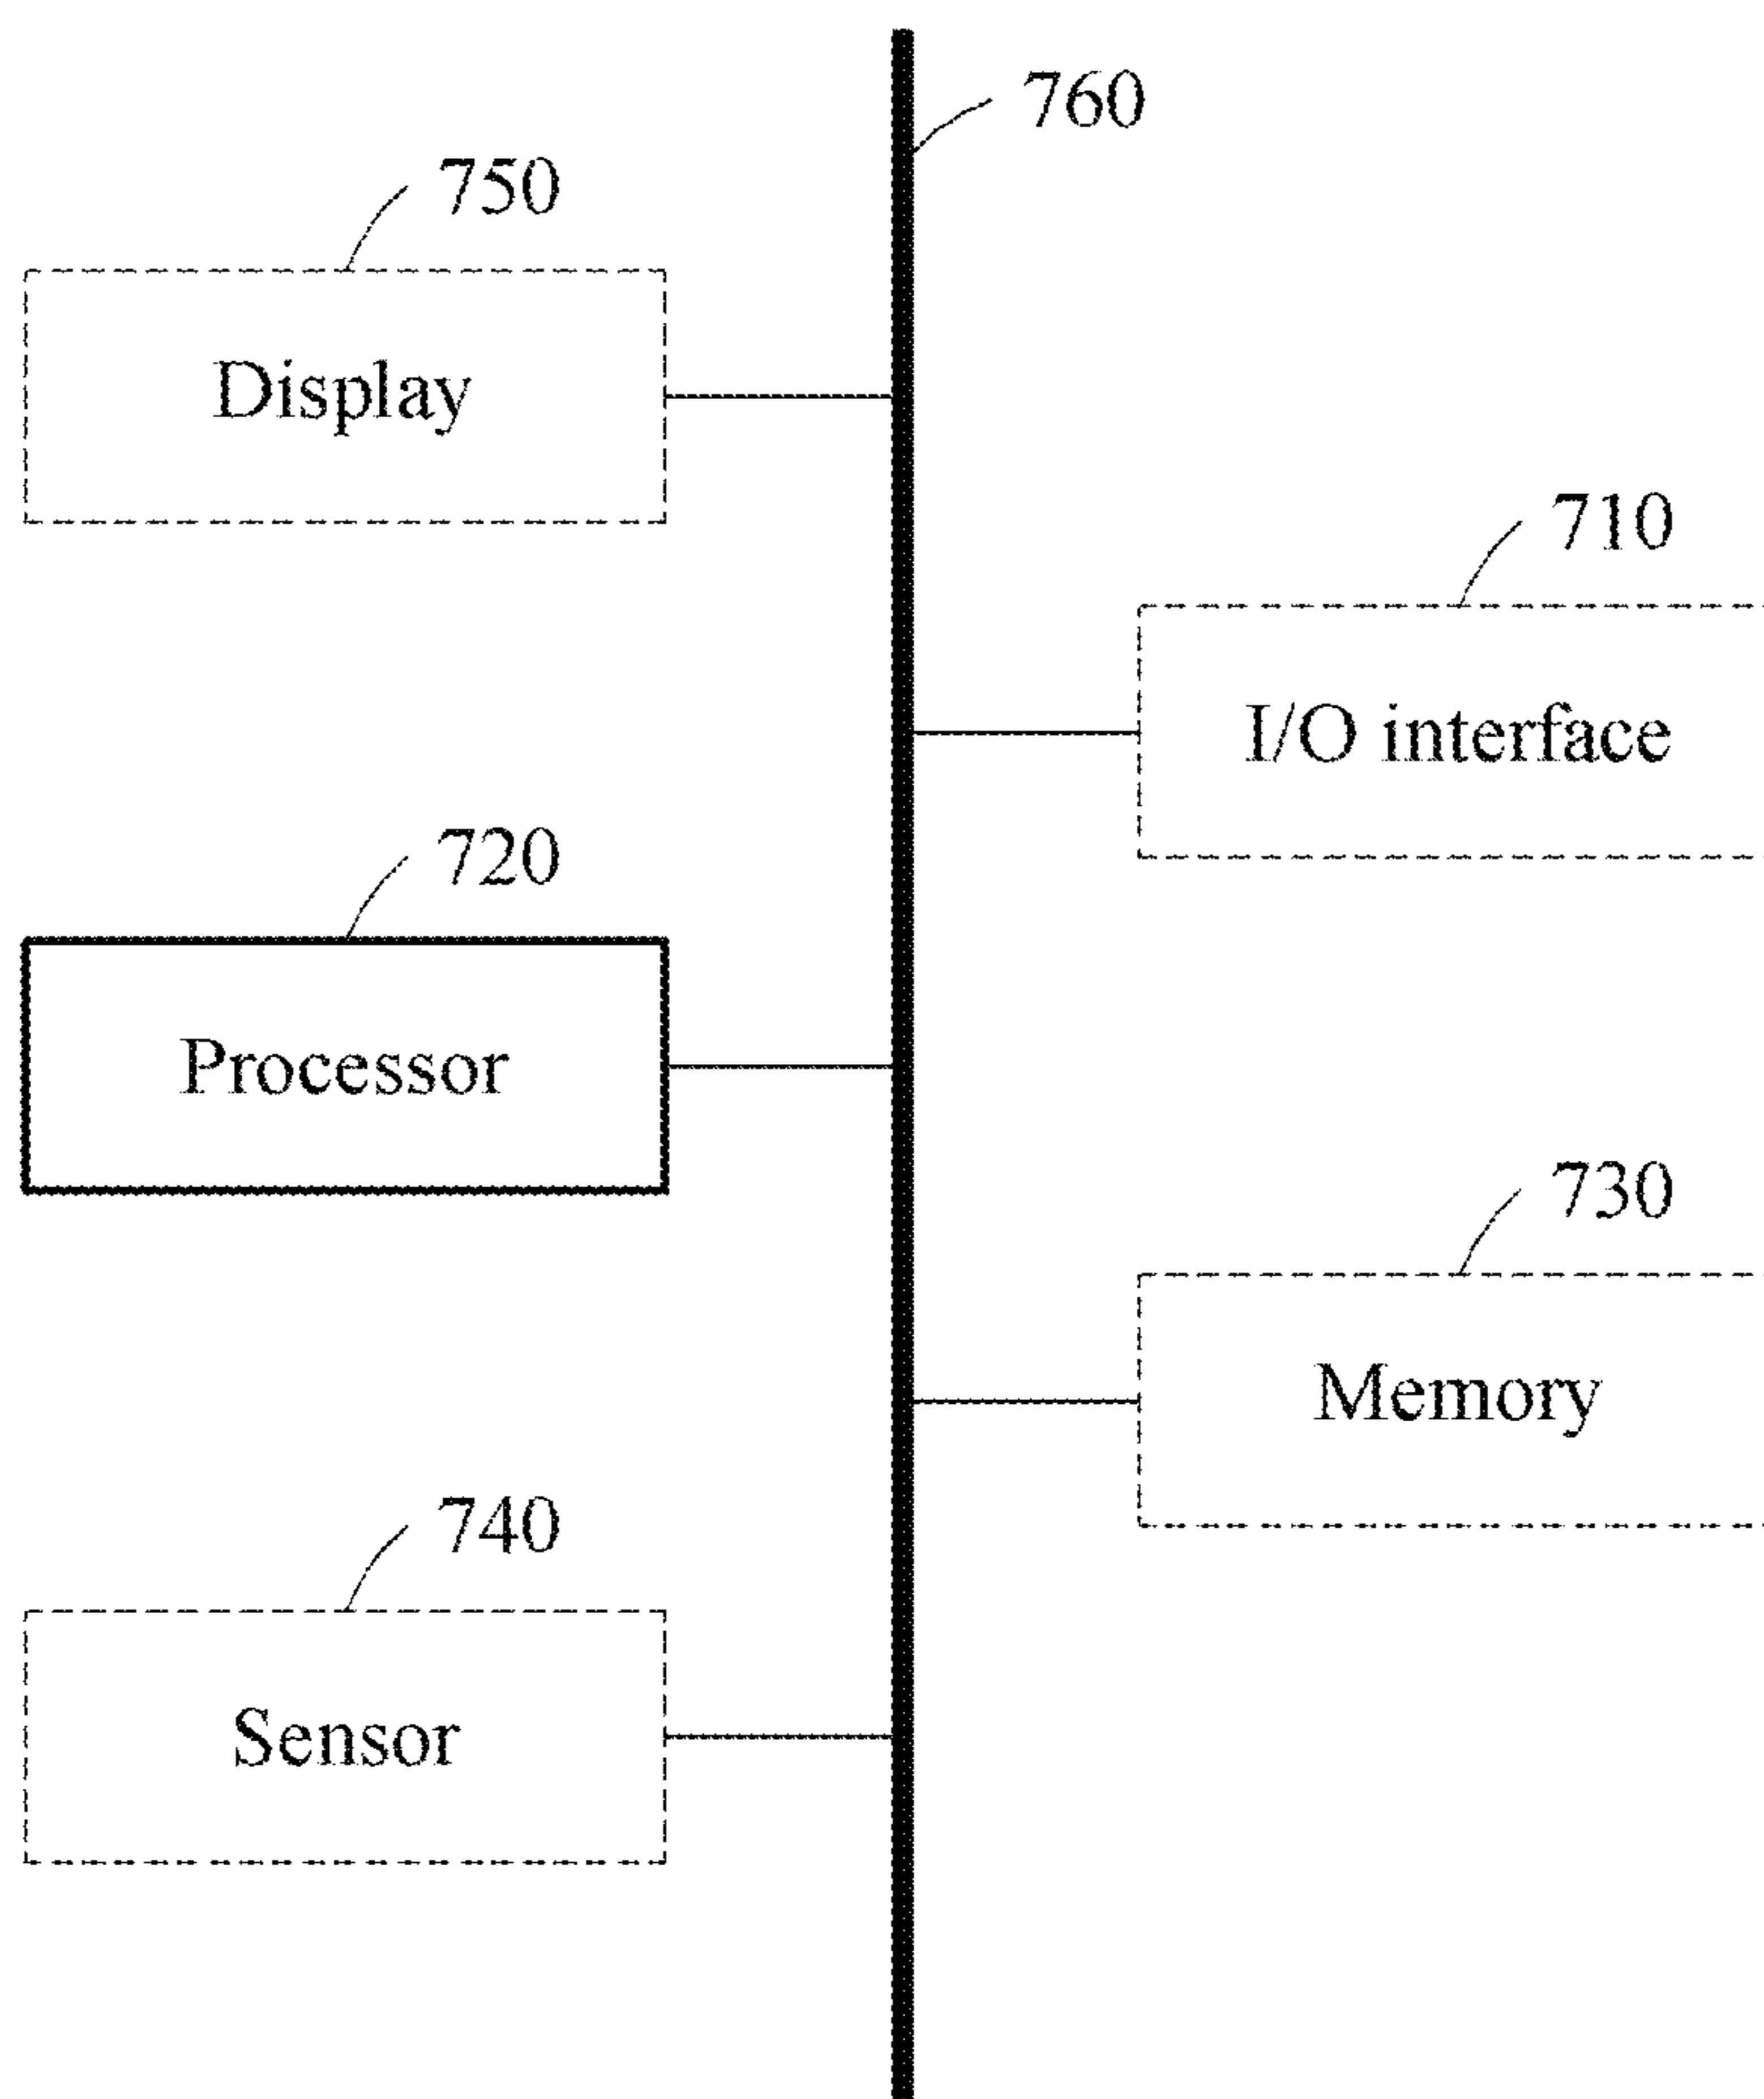 760
750
Display
710
I/O interface
720
Processor
730
Memory
740
Sensor